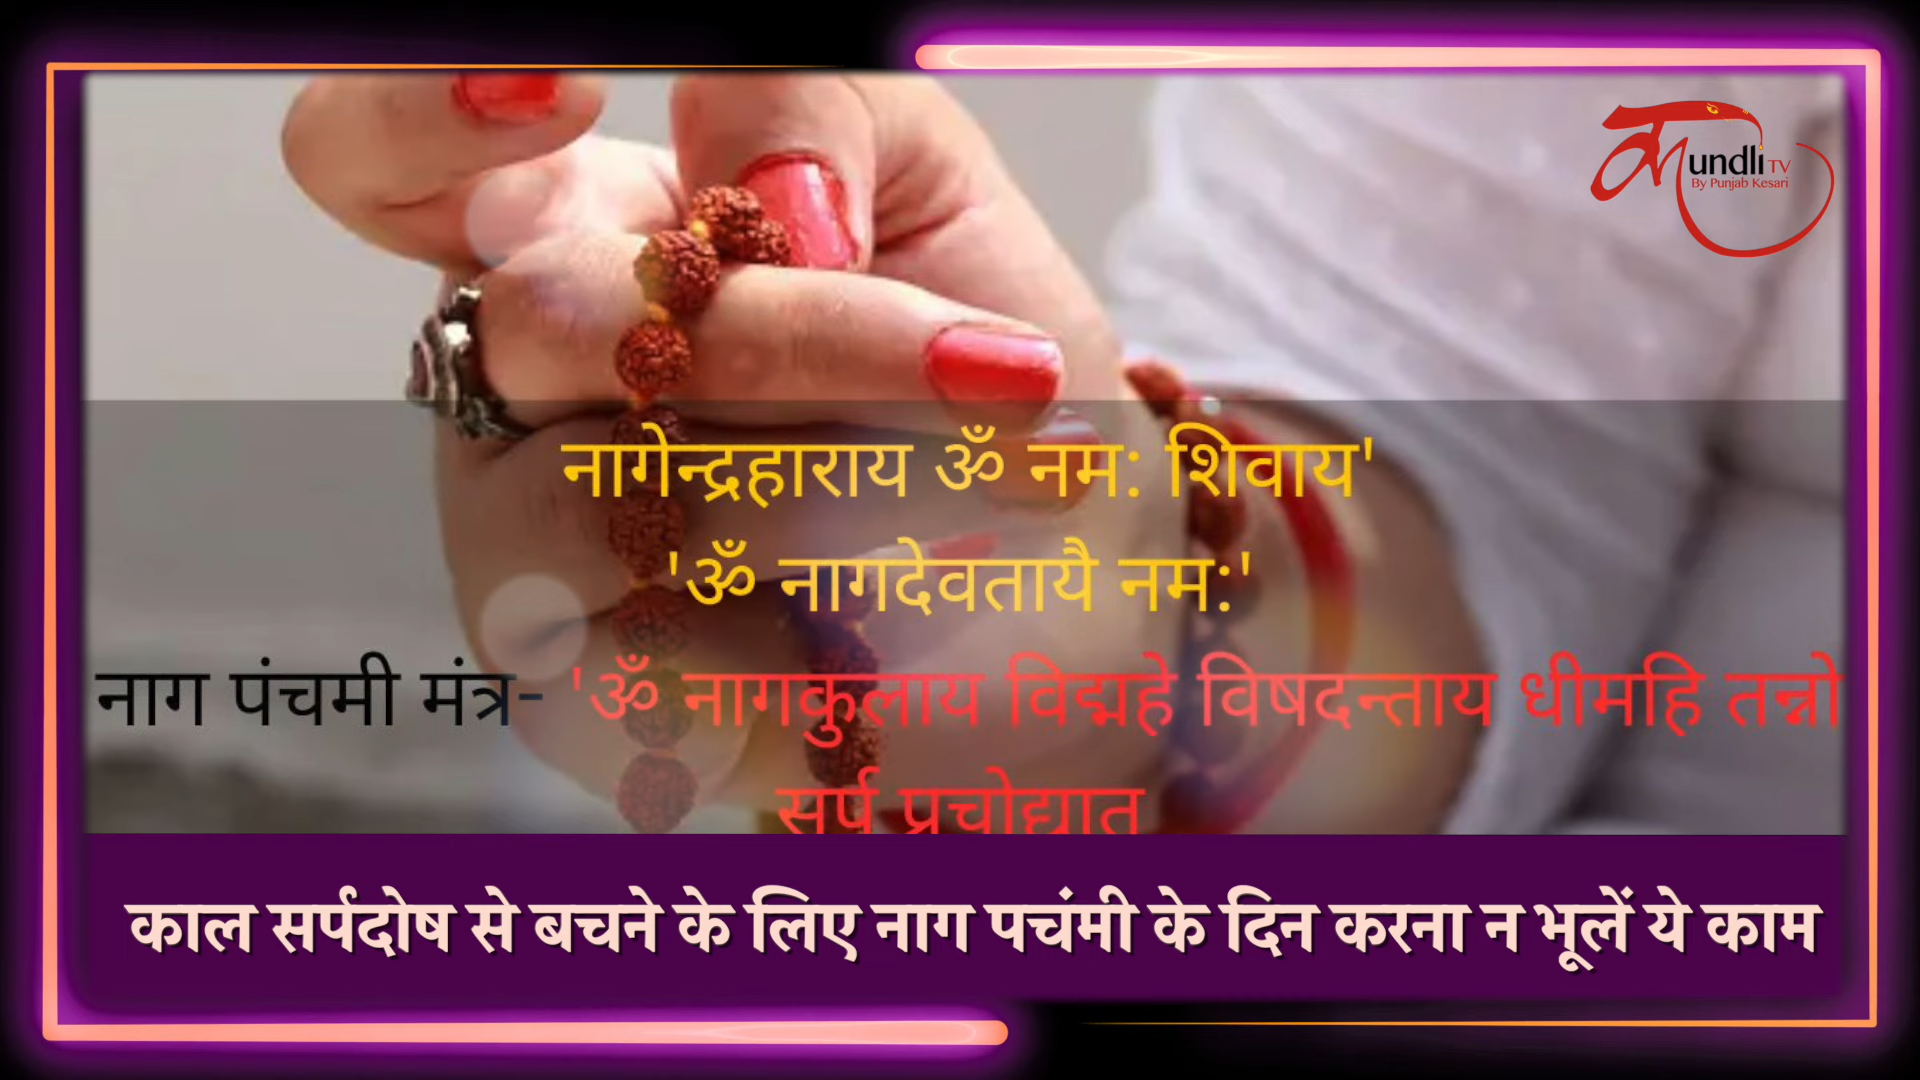 कundli TV
By Punjab Kesari
नागेन्द्रहाराय ॐ नम: शिवाय'
'ॐ नागदेवतायै नम:'
नाग पंचमी मंत्र- 'ॐ नागकुलाय विद्महे विषदन्ताय धीमहि तन्नो
सर्प प्रचोद्यात
काल सर्पदोष से बचने के लिए नाग पचंमी के दिन करना न भूलें ये काम